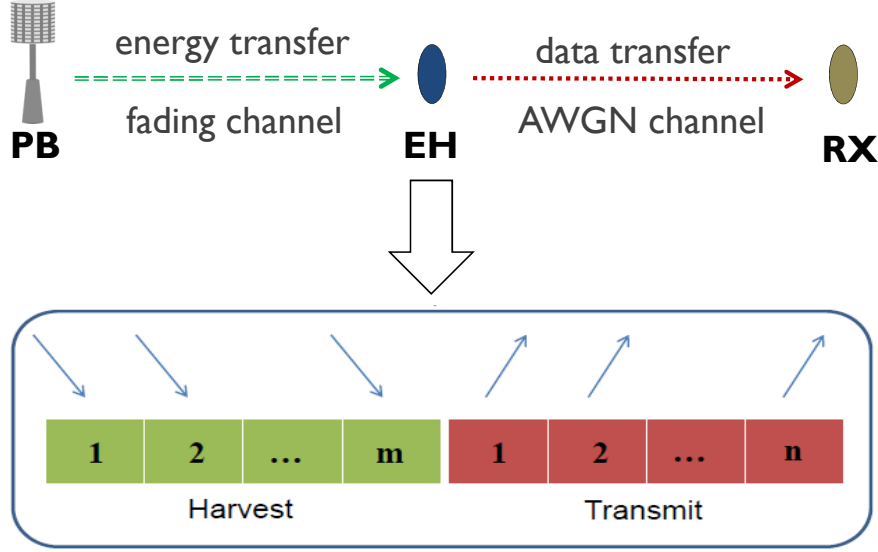 energy transfer
data transfer
fading channel
AWGN channel
PB
EH
RX
1 2 ... m 1 2 ... n
Harvest
Transmit